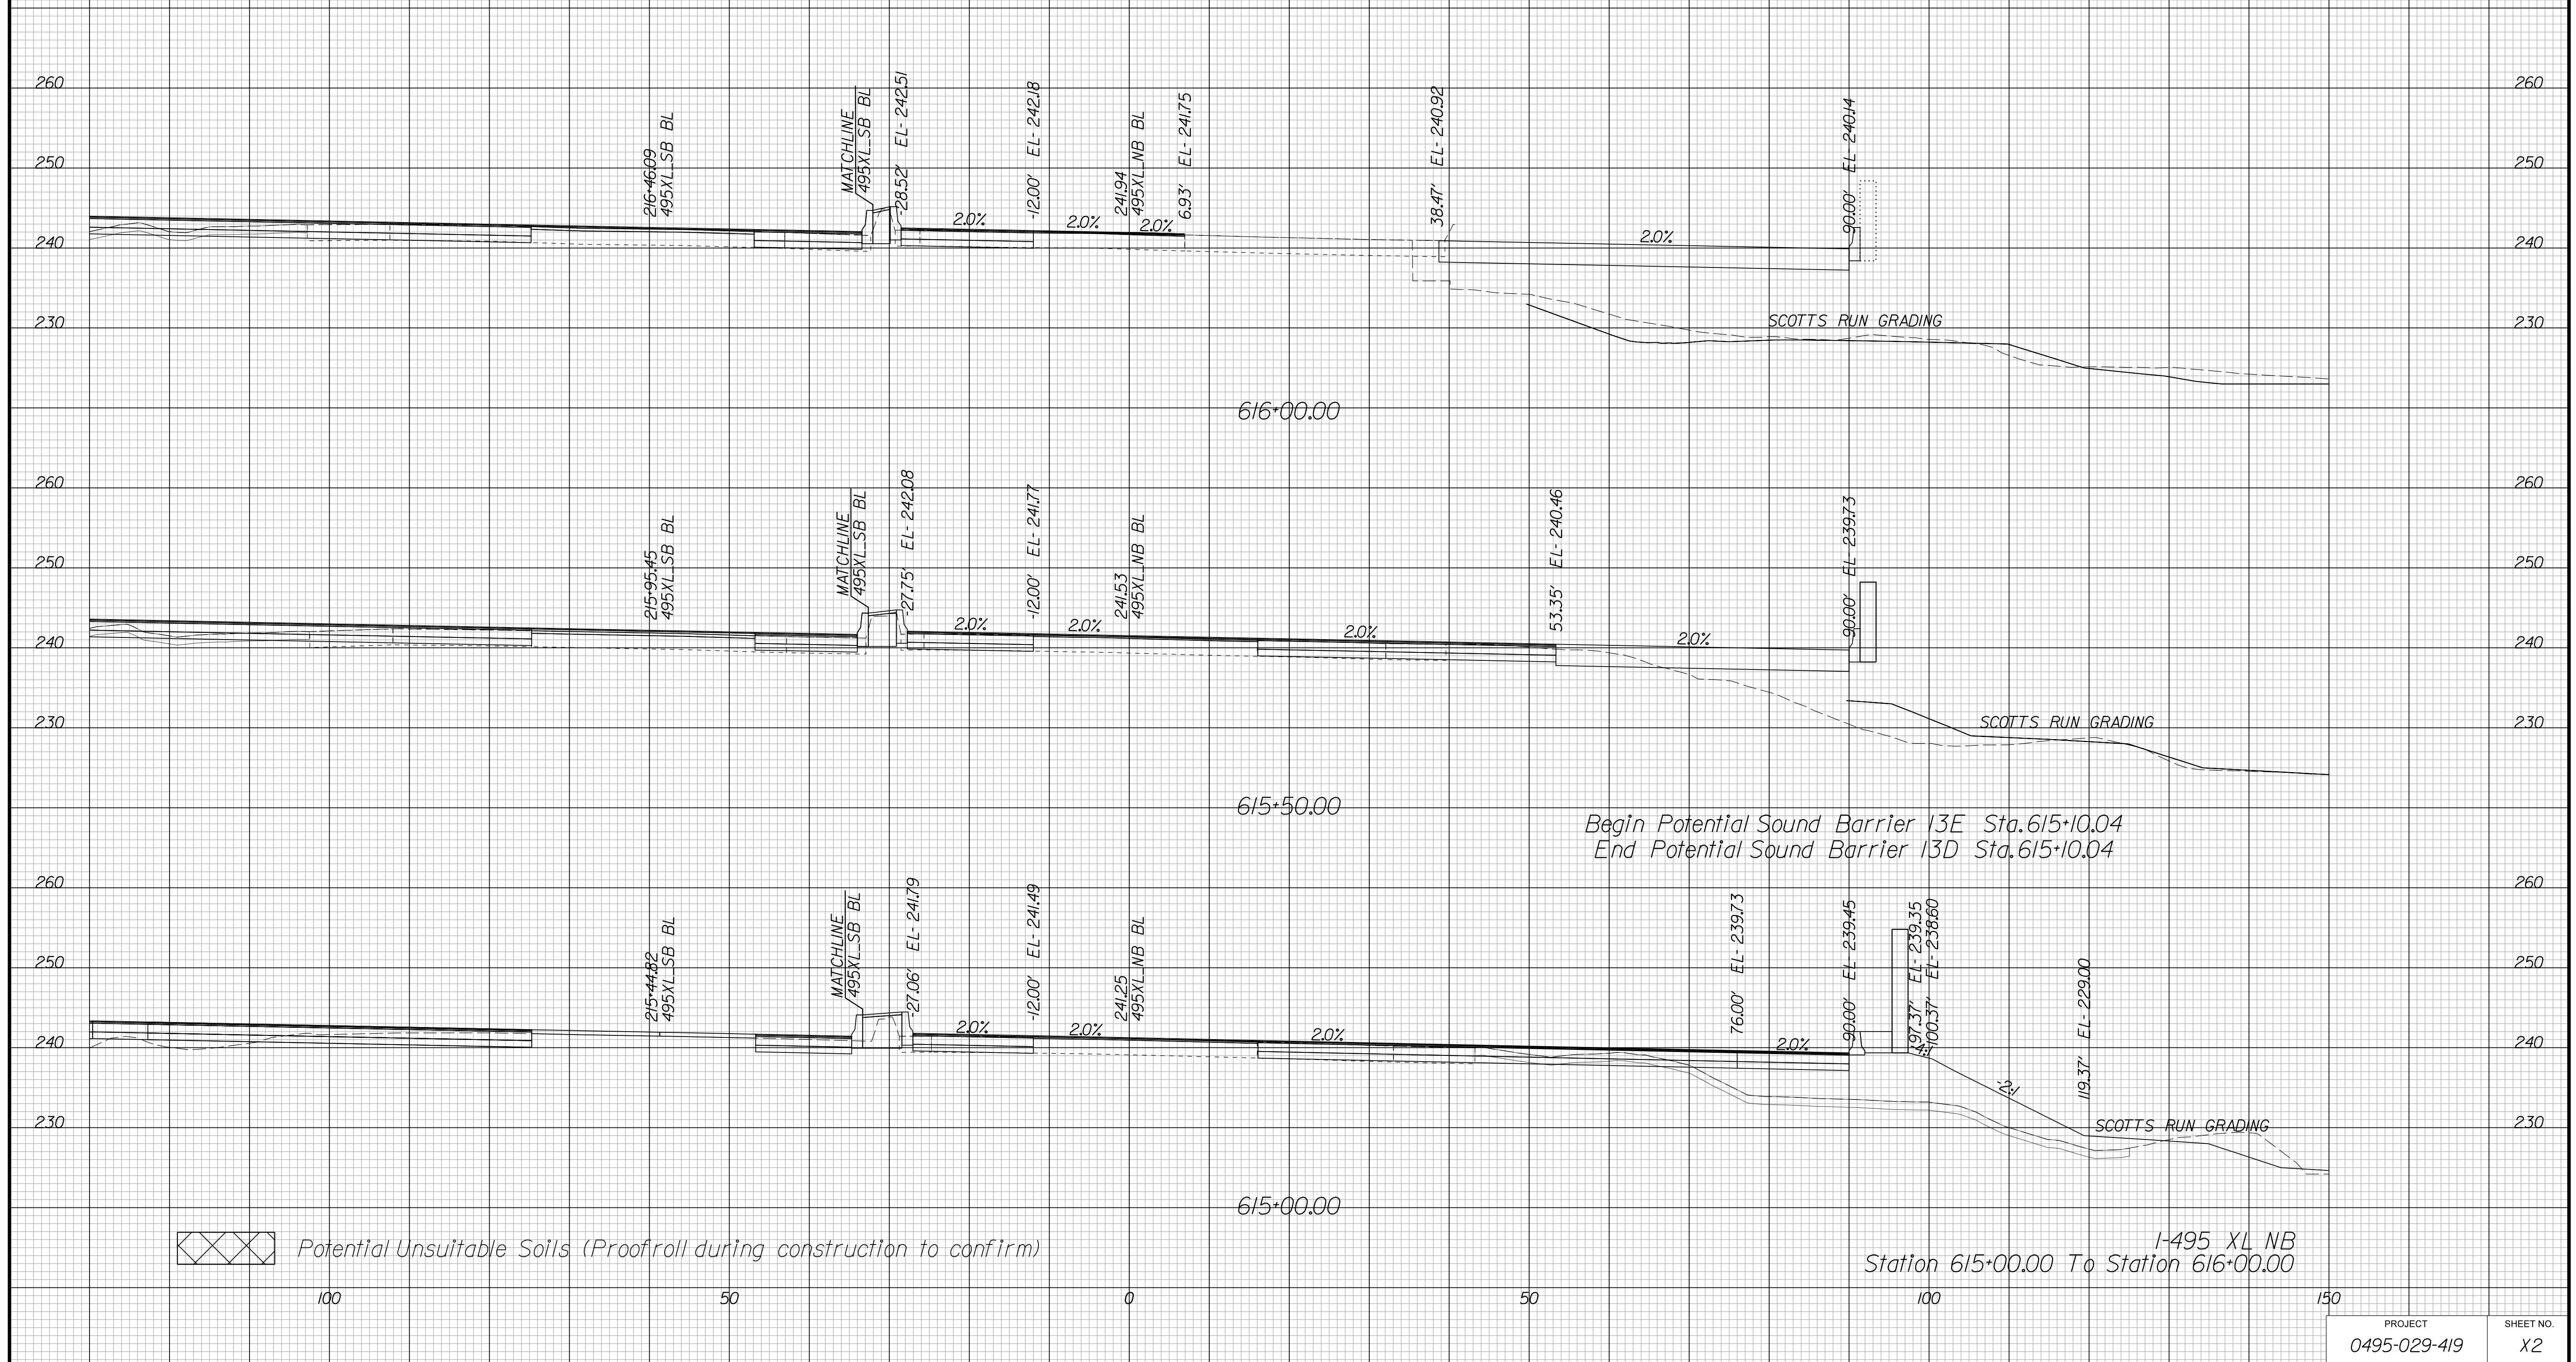 260
250
240
230
216+46.09
495XL_SB BL
MATCHLINE
495XL_SB BL
-28.52' EL- 242.51
-12.00' EL- 242.18
241.94
495XL_NB BL
6.93' EL- 241.75
38.47' EL- 240.92
90.00' EL- 240.14
260
250
240
230
2.0%
2.0%
2.0%
2.0%
SCOTTS RUN GRADING
616+00.00
260
250
240
230
215+95.45
495XL_SB BL
MATCHLINE
495XL_SB BL
-27.75' EL- 242.08
-12.00' EL- 241.77
241.53
495XL_NB BL
53.35' EL- 240.46
90.00' EL- 239.73
260
250
240
230
2.0%
2.0%
2.0%
2.0%
SCOTTS RUN GRADING
615+50.00
Begin Potential Sound Barrier 13E Sta.615+10.04
End Potential Sound Barrier 13D Sta.615+10.04
260
250
240
230
215+44.82
495XL_SB BL
MATCHLINE
495XL_SB BL
-27.06' EL- 241.79
-12.00' EL- 241.49
241.25
495XL_NB BL
76.00' EL- 239.73
90.00' EL- 239.45
97.37' EL- 239.35
100.37' EL- 238.60
119.37' EL- 229.00
260
250
240
230
2.0%
2.0%
2.0%
2.0%
-4:1
-2:1
SCOTTS RUN GRADING
615+00.00
Potential Unsuitable Soils (Proofroll during construction to confirm)
I-495 XL NB
Station 615+00.00 To Station 616+00.00
100
50
0
50
100
150
PROJECT
0495-029-419
SHEET NO.
X2